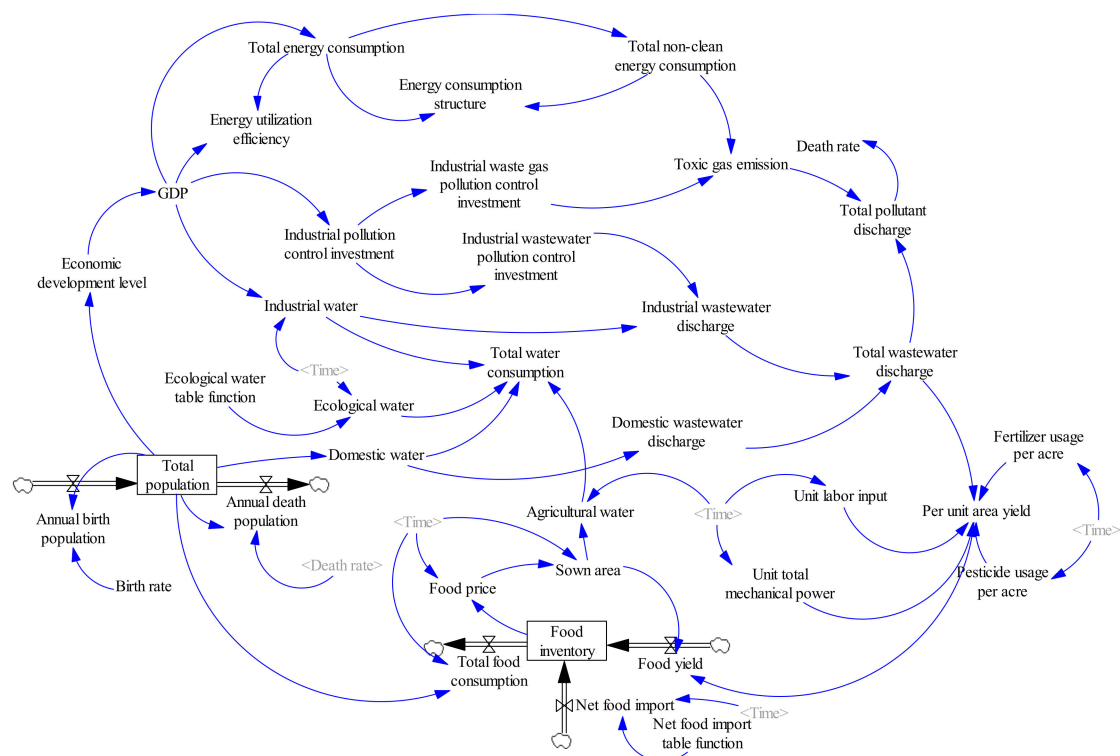 Total energy consumption
Total non-clean
energy consumption
Energy consumption
structure
Energy utilization
efficiency
Death rate
Toxic gas emission
Industrial waste gas
pollution control
investment
GDP
Total pollutant
discharge
Industrial pollution
control investment
Industrial wastewater
pollution control
investment
Economic
development level
Industrial water
Industrial wastewater
discharge
Total water
consumption
Total wastewater
discharge
<Time>
Ecological water
table function
Ecological water
Domestic wastewater
discharge
Fertilizer usage
per acre
Domestic water
Total
population
Unit labor input
Annual death
population
Agricultural water
Per unit area yield
Annual birth
population
<Time>
<Time>
<Time>
<Death rate>
Sown area
Birth rate
Food price
Unit total
mechanical power
Pesticide usage
per acre
Food
inventory
Total food
consumption
Food yield
Net food import
<Time>
Net food import
table function